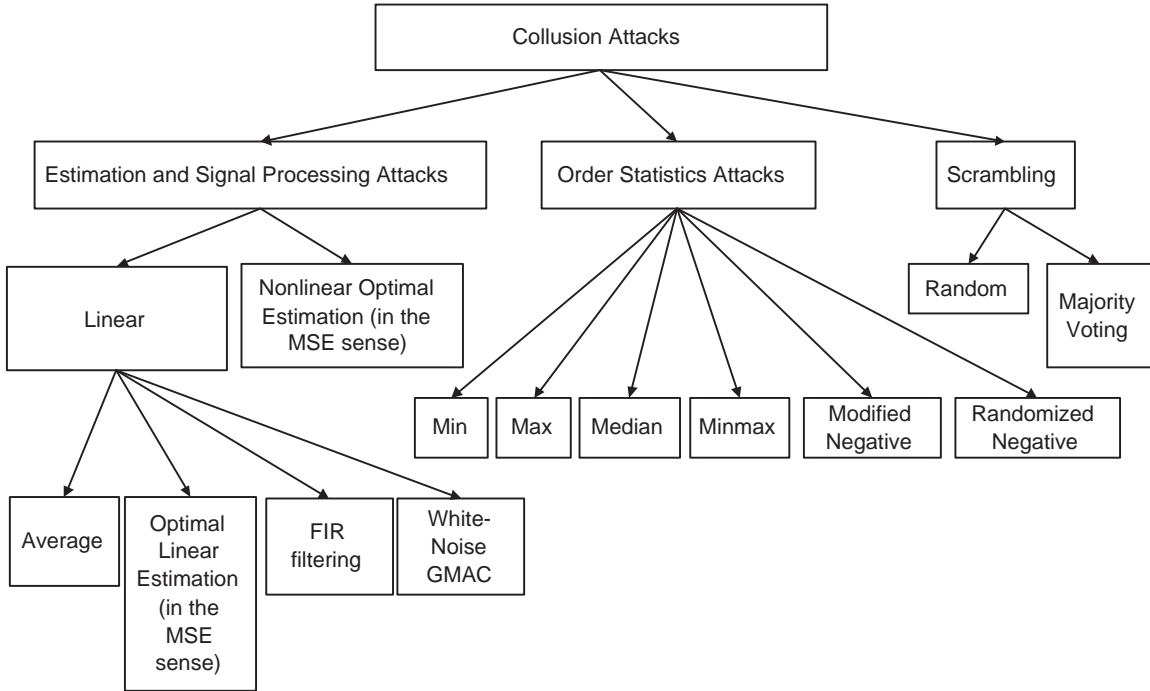 Collusion Attacks
Estimation and Signal Processing Attacks
Order Statistics Attacks
Scrambling
Linear
Nonlinear Optimal
Estimation (in the
MSE sense)
Random
Majority
Voting
Min
Max
Median
Minmax
Modified
Negative
Randomized
Negative
Average
Optimal
Linear
Estimation
(in the
MSE
sense)
FIR
filtering
White-
Noise
GMAC